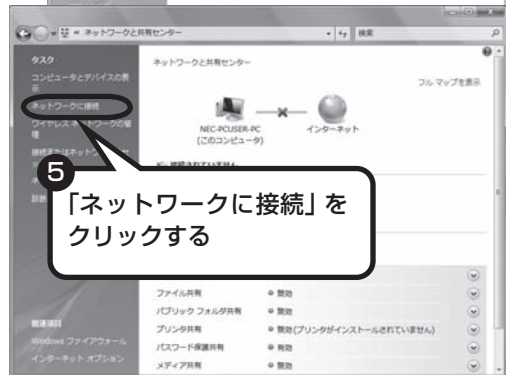 ネットワークと共有センター
検索
タスク
コンピュータとデバイスの表
示
ネットワークに接続
ワイヤレス ネットワークの管
理
ネットワークと共有センター
フル マップを表示
NEC-PCUSER-PC
(このコンピュータ)
インターネット
接続されていません
5
「ネットワークに接続」を
クリックする
ファイル共有 無効
パブリック フォルダ共有 無効
プリンタ共有 無効(プリンタがインストールされていません)
パスワード保護共有 有効
メディア共有 無効
関連項目
Windows ファイアウォール
インターネット オプション